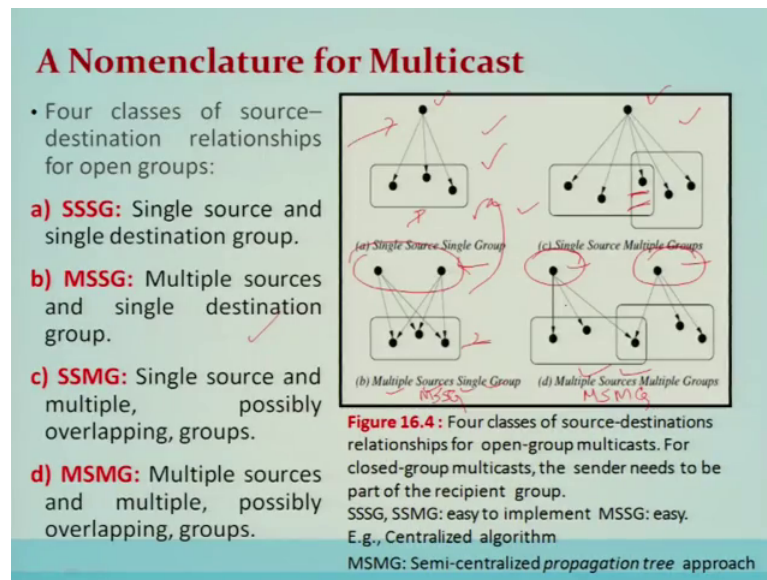 A Nomenclature for Multicast
• Four classes of source–
destination relationships
for open groups:
a) SSSG: Single source and
single destination group.
b) MSSG: Multiple sources
and single destination
group.
c) SSMG: Single source and
multiple, possibly
overlapping, groups.
d) MSMG: Multiple sources
and multiple, possibly
overlapping, groups.
(a) Single Source Single Group
(c) Single Source Multiple Groups
(b) Multiple Sources Single Group
(d) Multiple Sources Multiple Groups
MSSG
MSMG
Figure 16.4 : Four classes of source-destinations
relationships for open-group multicasts. For
closed-group multicasts, the sender needs to be
part of the recipient group.
SSSG, SSMG: easy to implement MSSG: easy.
E.g., Centralized algorithm
MSMG: Semi-centralized propagation tree approach